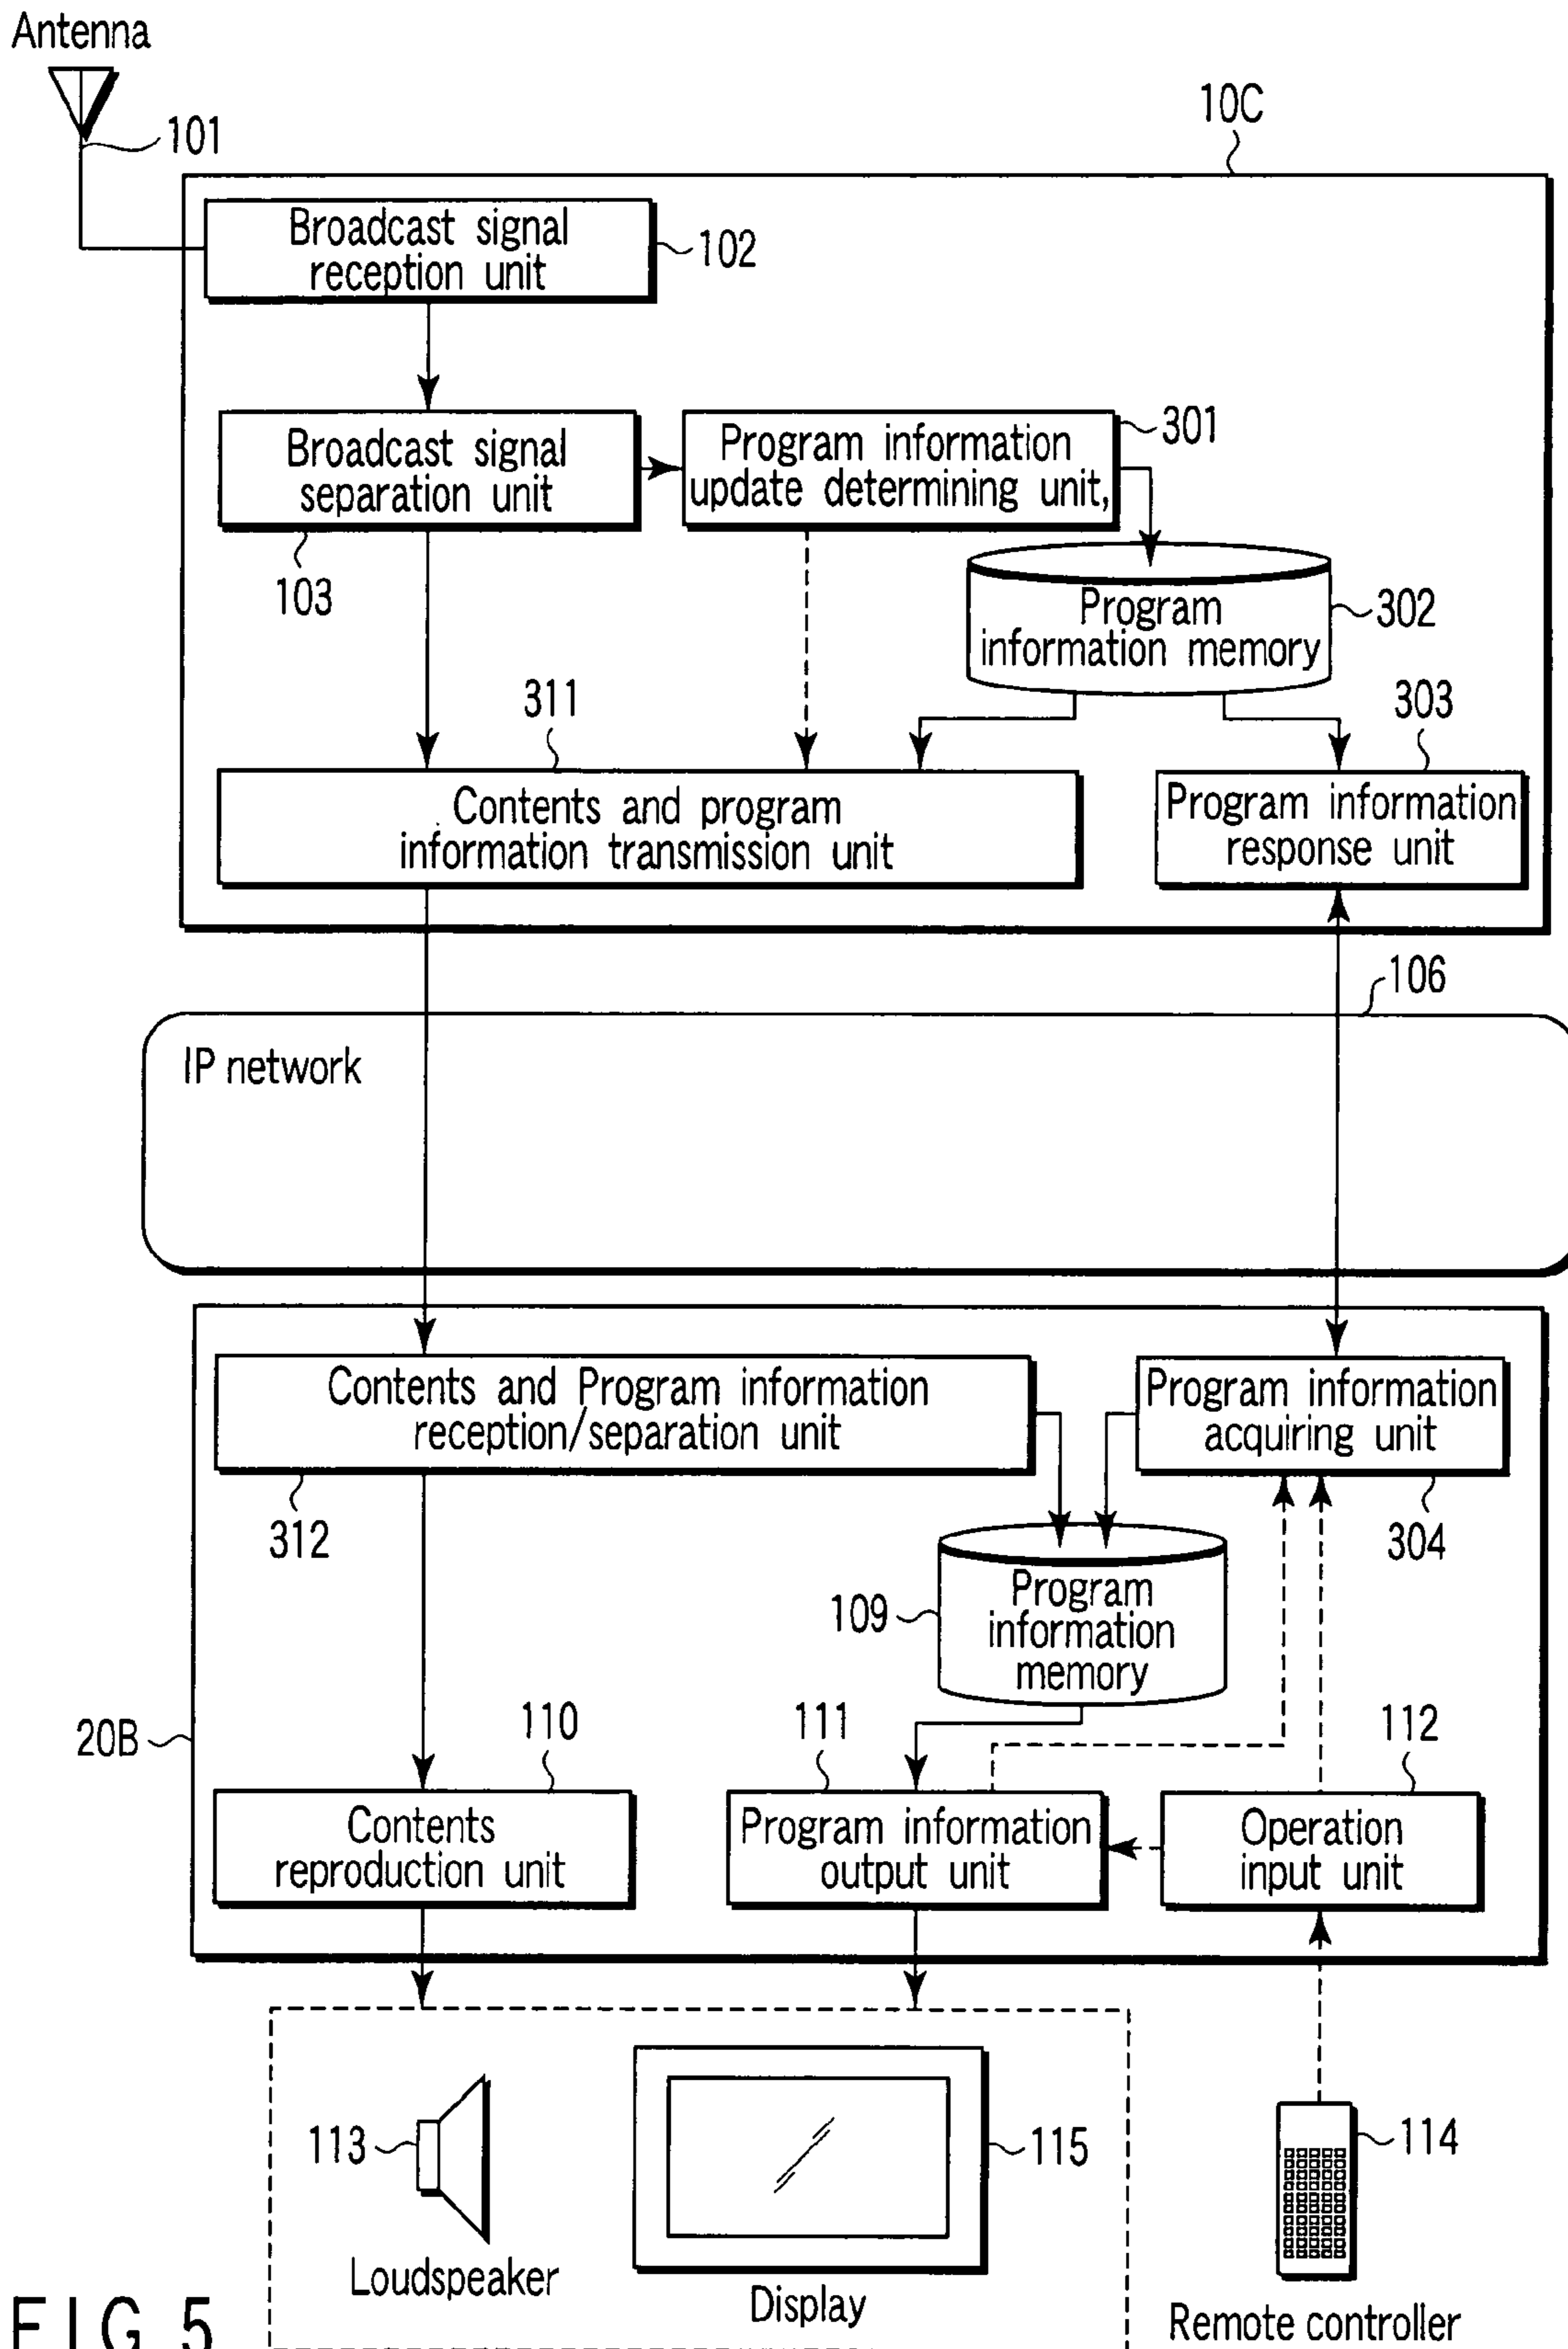 Antenna
101
10C
Broadcast signal
reception unit
102
Broadcast signal
separation unit
103
Program information
update determining unit,
301
Program
information memory
302
311
303
Contents and program
information transmission unit
Program information
response unit
106
IP network
Contents and Program information
reception/separation unit
312
Program information
acquiring unit
304
109
Program
information
memory
20B
110
111
112
Contents
reproduction unit
Program information
output unit
Operation
input unit
113
115
114
Loudspeaker
Display
Remote controller
FIG. 5